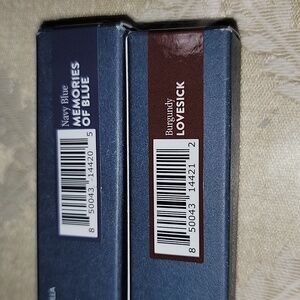 Navy Blue
MEMORIES
OF BLUE
8 50043 14420 5
Burgundy
LOVESICK
8 50043 14421 2